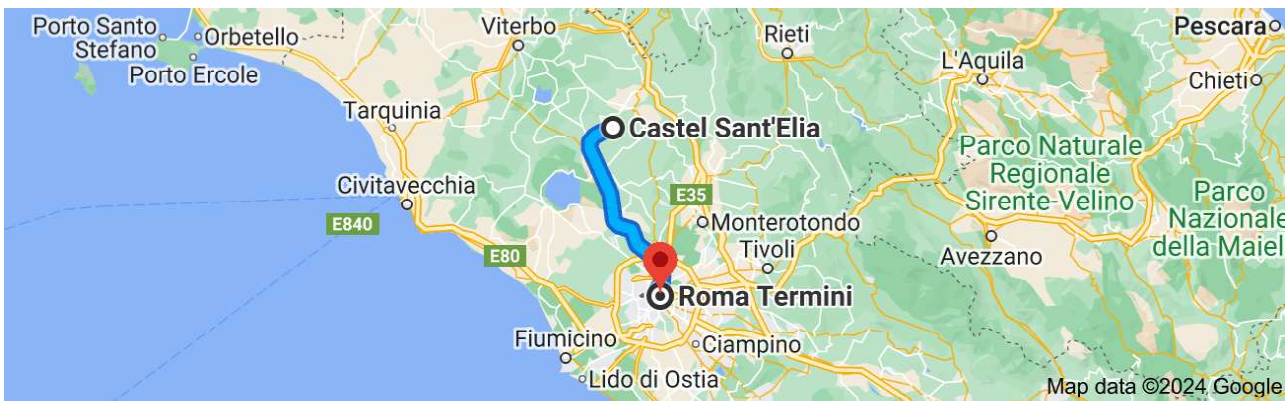 Porto Santo
Stefano
Orbetello
Porto Ercole
Viterbo
Rieti
L'Aquila
Pescara
Chieti
Tarquinia
Castel Sant'Elia
Parco Naturale
Regionale
Sirente-Velino
Parco
Nazionale
della Maiel
Civitavecchia
E840
E35
E80
Monterotondo
Tivoli
Avezzano
Roma Termini
Fiumicino
Ciampino
Lido di Ostia
Map data ©2024 Google